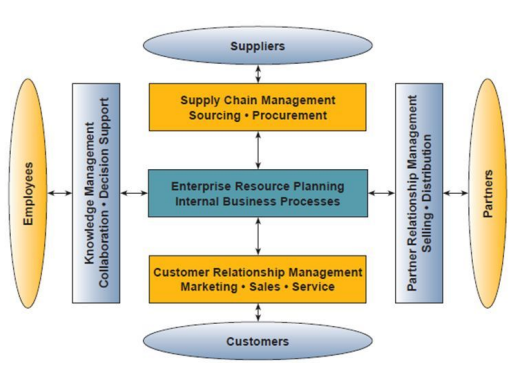 Suppliers
Supply Chain Management
Sourcing • Procurement
Employees
Knowledge Management
Collaboration • Decision Support
Enterprise Resource Planning
Internal Business Processes
Partner Relationship Management
Selling • Distribution
Partners
Customer Relationship Management
Marketing • Sales • Service
Customers